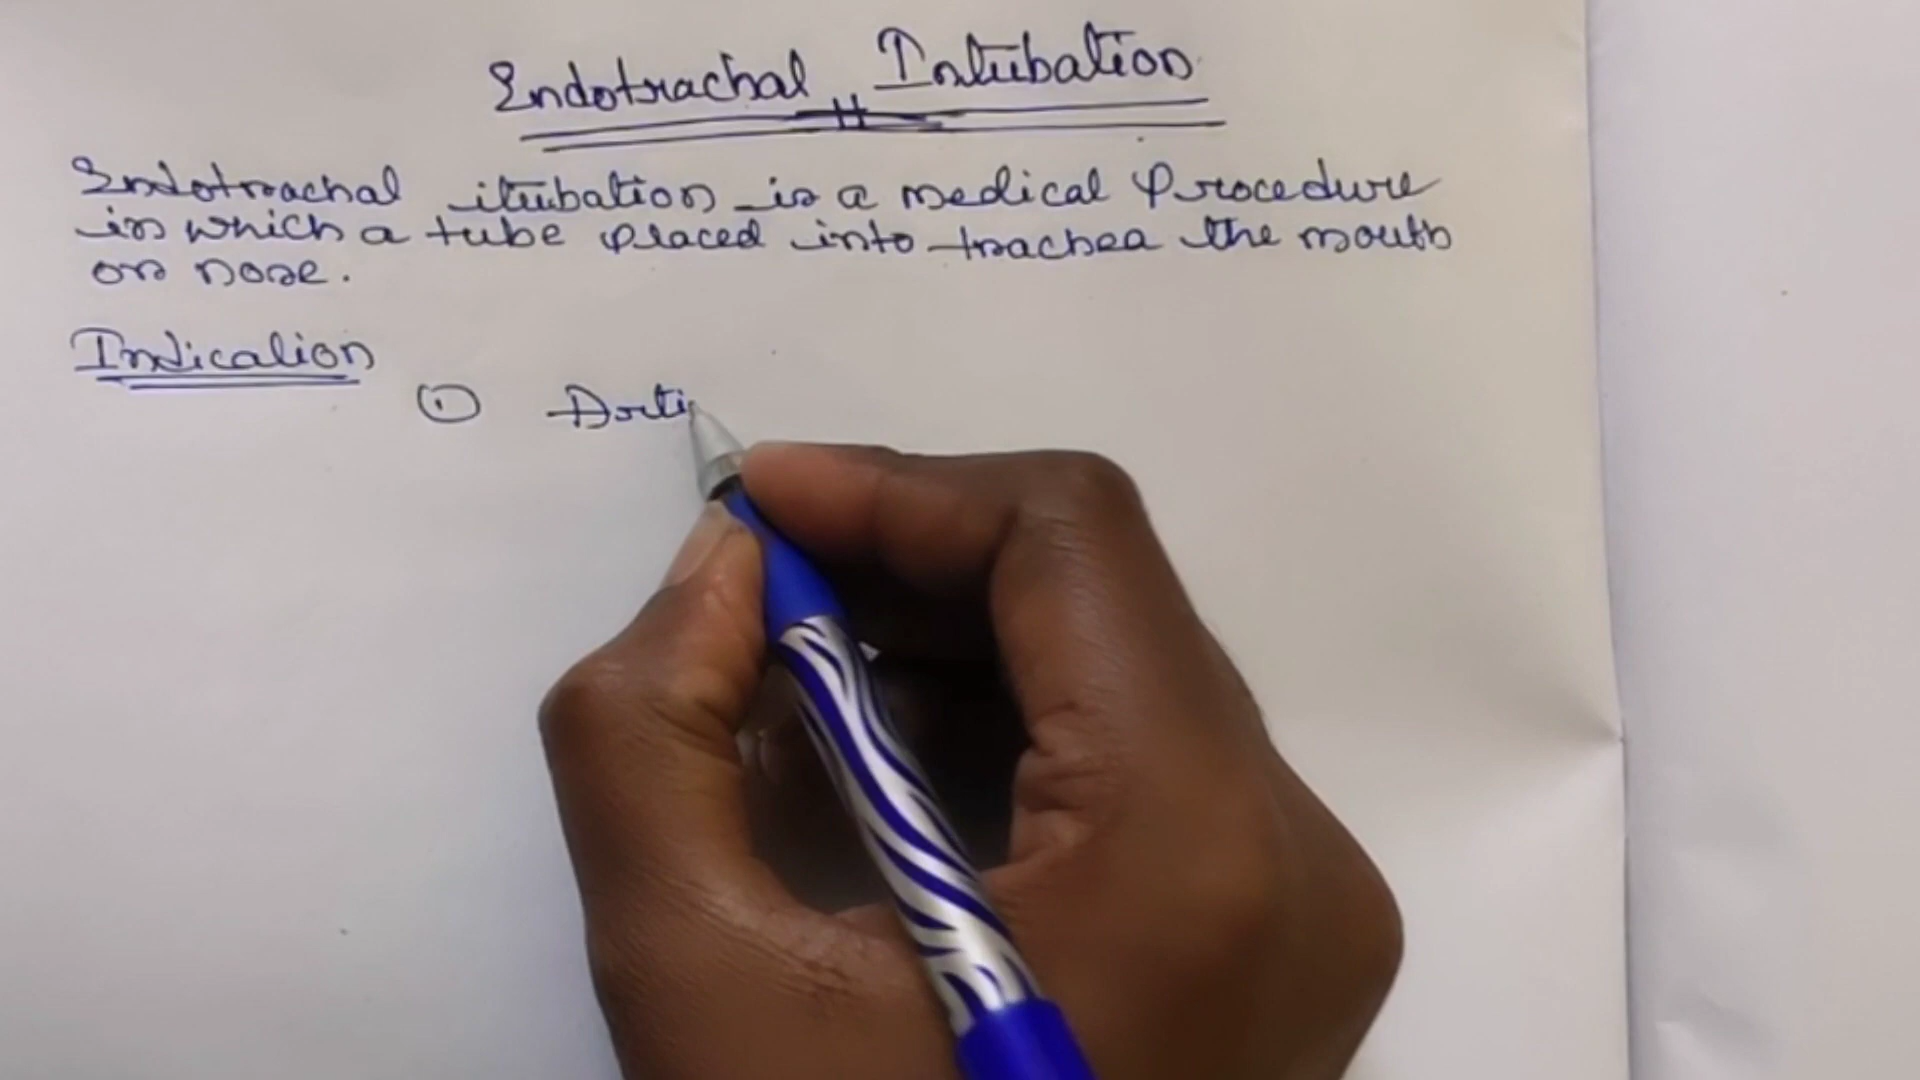 Endotrachal Intubation
Endotrachal itubation is a medical Procedure
in which a tube placed into trachea the mouth
or nose.
Indication
① Arti